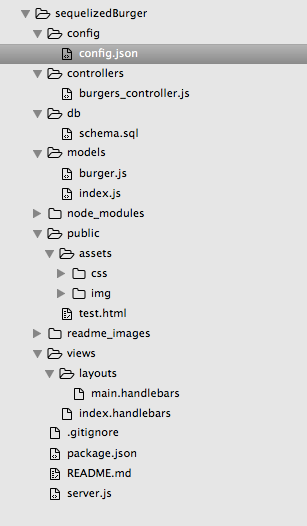 sequelizedBurger
config
config.json
controllers
burgers_controller.js
db
schema.sql
models
burger.js
index.js
node_modules
public
assets
css
img
test.html
readme_images
views
layouts
main.handlebars
index.handlebars
.gitignore
package.json
README.md
server.js